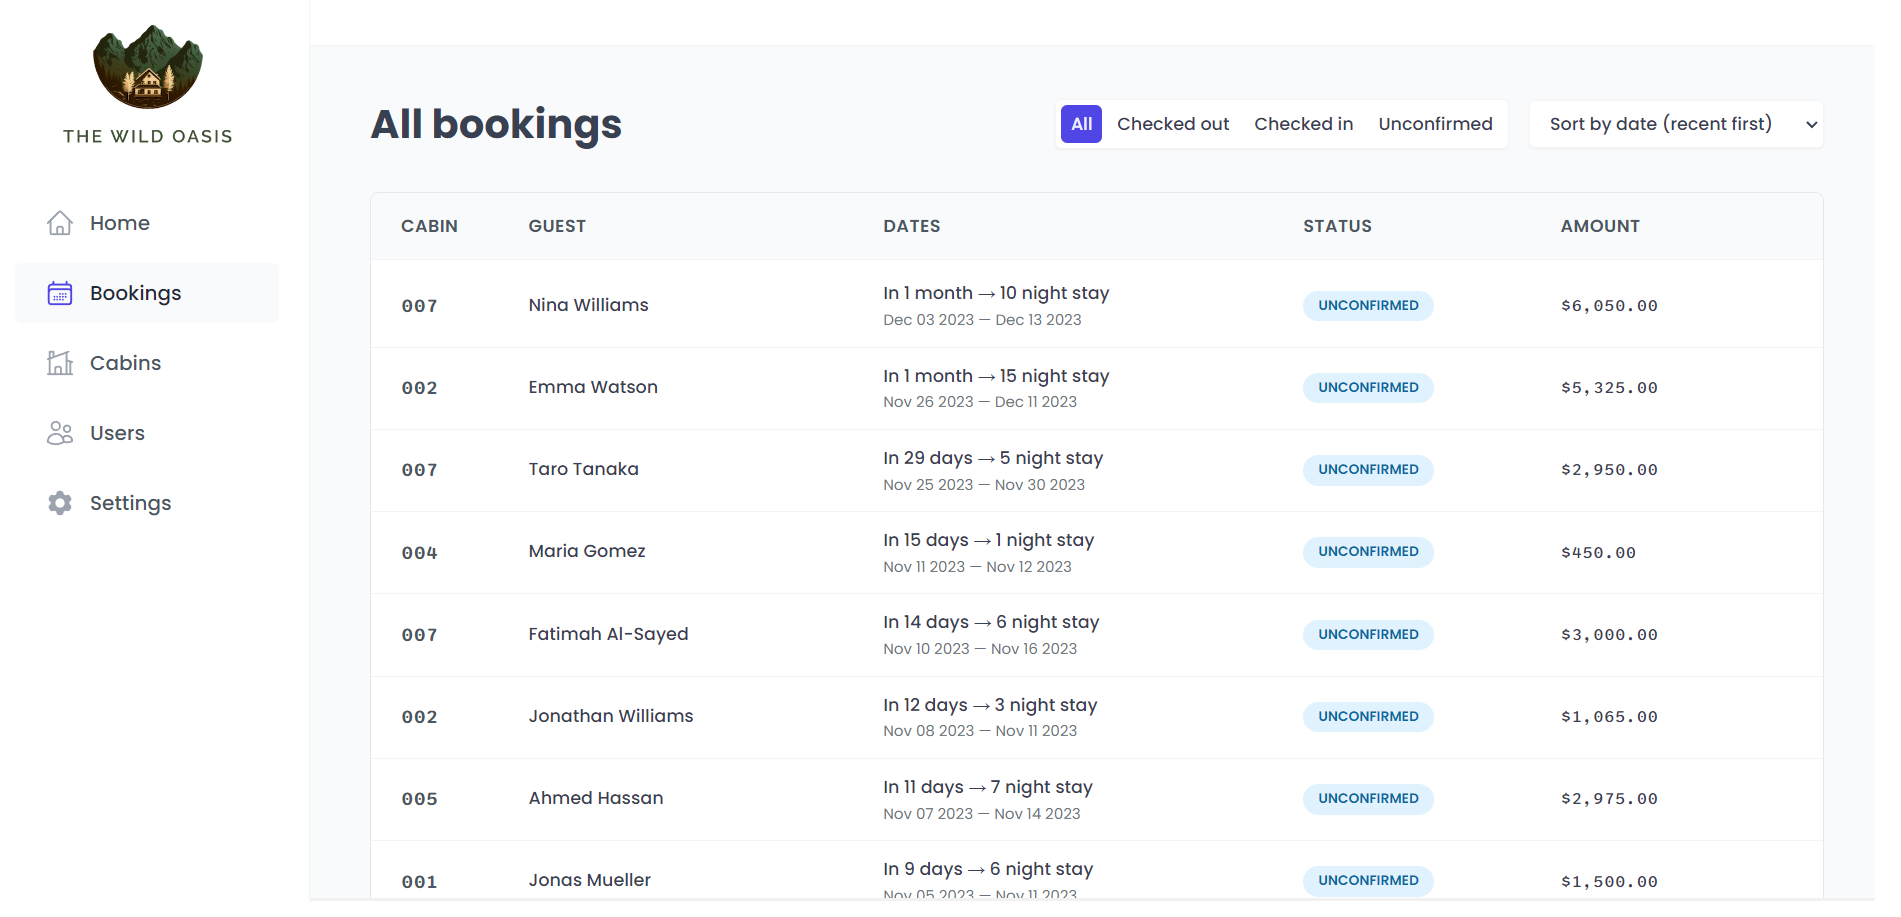 THE WILD OASIS
Home
Bookings
Cabins
Users
Settings
All bookings
All Checked out Checked in Unconfirmed Sort by date (recent first)
CABIN GUEST DATES STATUS AMOUNT
007 Nina Williams In 1 month → 10 night stay UNCONFIRMED $6,050.00
Dec 03 2023 — Dec 13 2023
002 Emma Watson In 1 month → 15 night stay UNCONFIRMED $5,325.00
Nov 26 2023 — Dec 11 2023
007 Taro Tanaka In 29 days → 5 night stay UNCONFIRMED $2,950.00
Nov 25 2023 — Nov 30 2023
004 Maria Gomez In 15 days → 1 night stay UNCONFIRMED $450.00
Nov 11 2023 — Nov 12 2023
007 Fatimah Al-Sayed In 14 days → 6 night stay UNCONFIRMED $3,000.00
Nov 10 2023 — Nov 16 2023
002 Jonathan Williams In 12 days → 3 night stay UNCONFIRMED $1,065.00
Nov 08 2023 — Nov 11 2023
005 Ahmed Hassan In 11 days → 7 night stay UNCONFIRMED $2,975.00
Nov 07 2023 — Nov 14 2023
001 Jonas Mueller In 9 days → 6 night stay UNCONFIRMED $1,500.00
Nov 05 2023 — Nov 11 2023